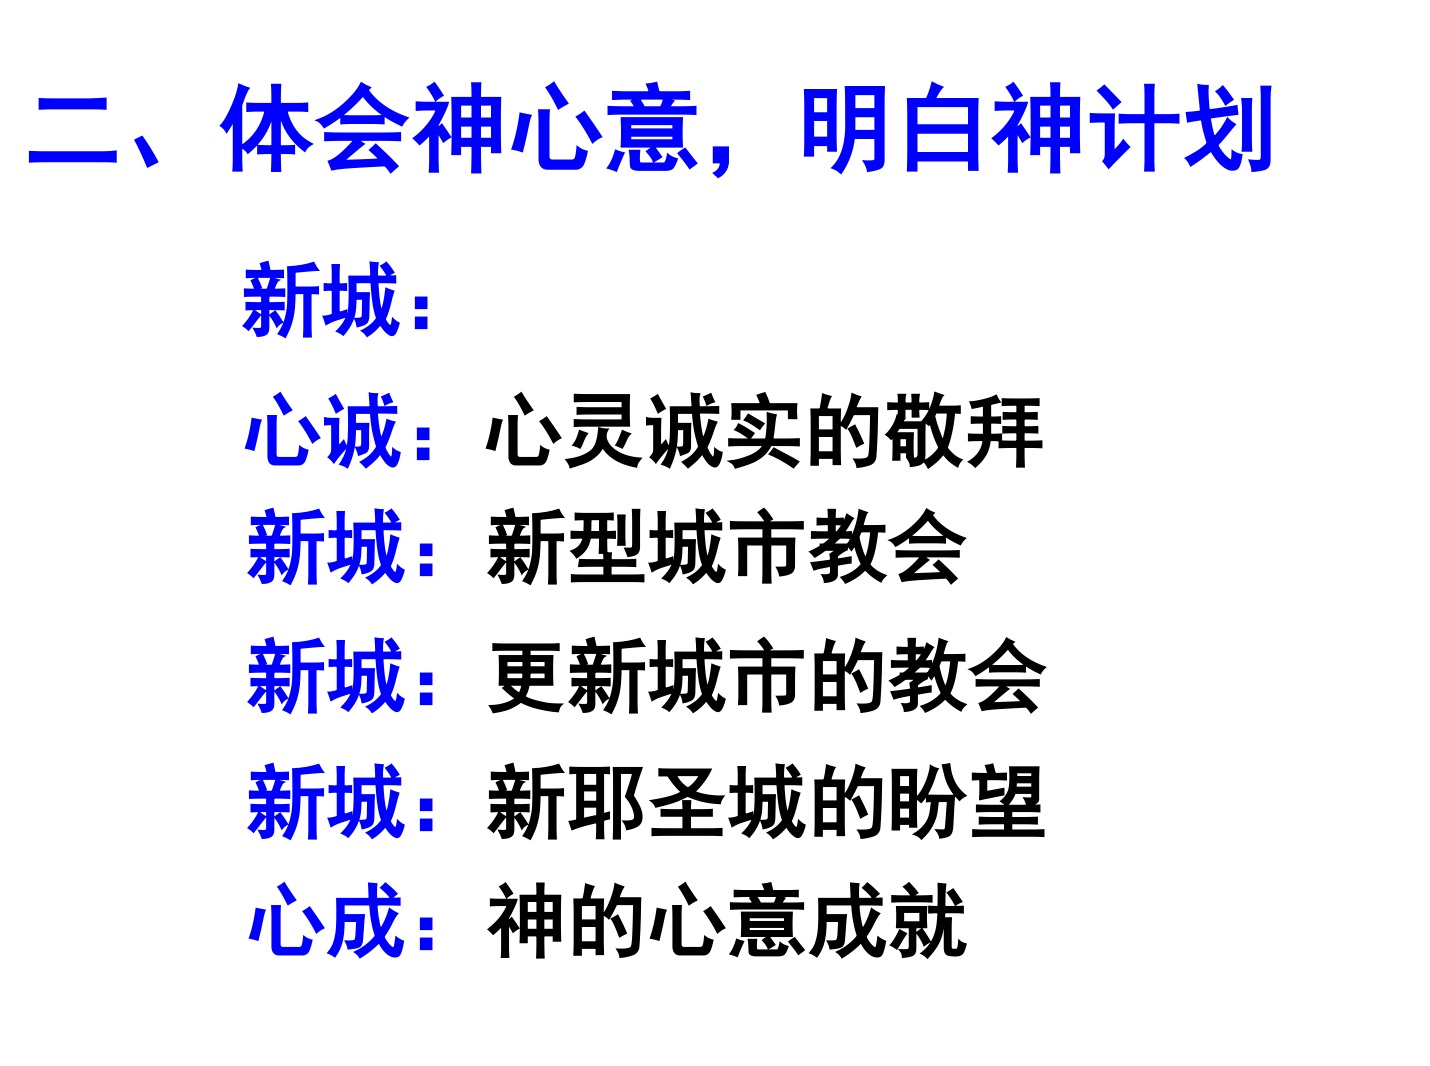 二、体会神心意，明白神计划
新城：
心诚：心灵诚实的敬拜
新城：新型城市教会
新城：更新城市的教会
新城：新耶圣城的盼望
心成：神的心意成就